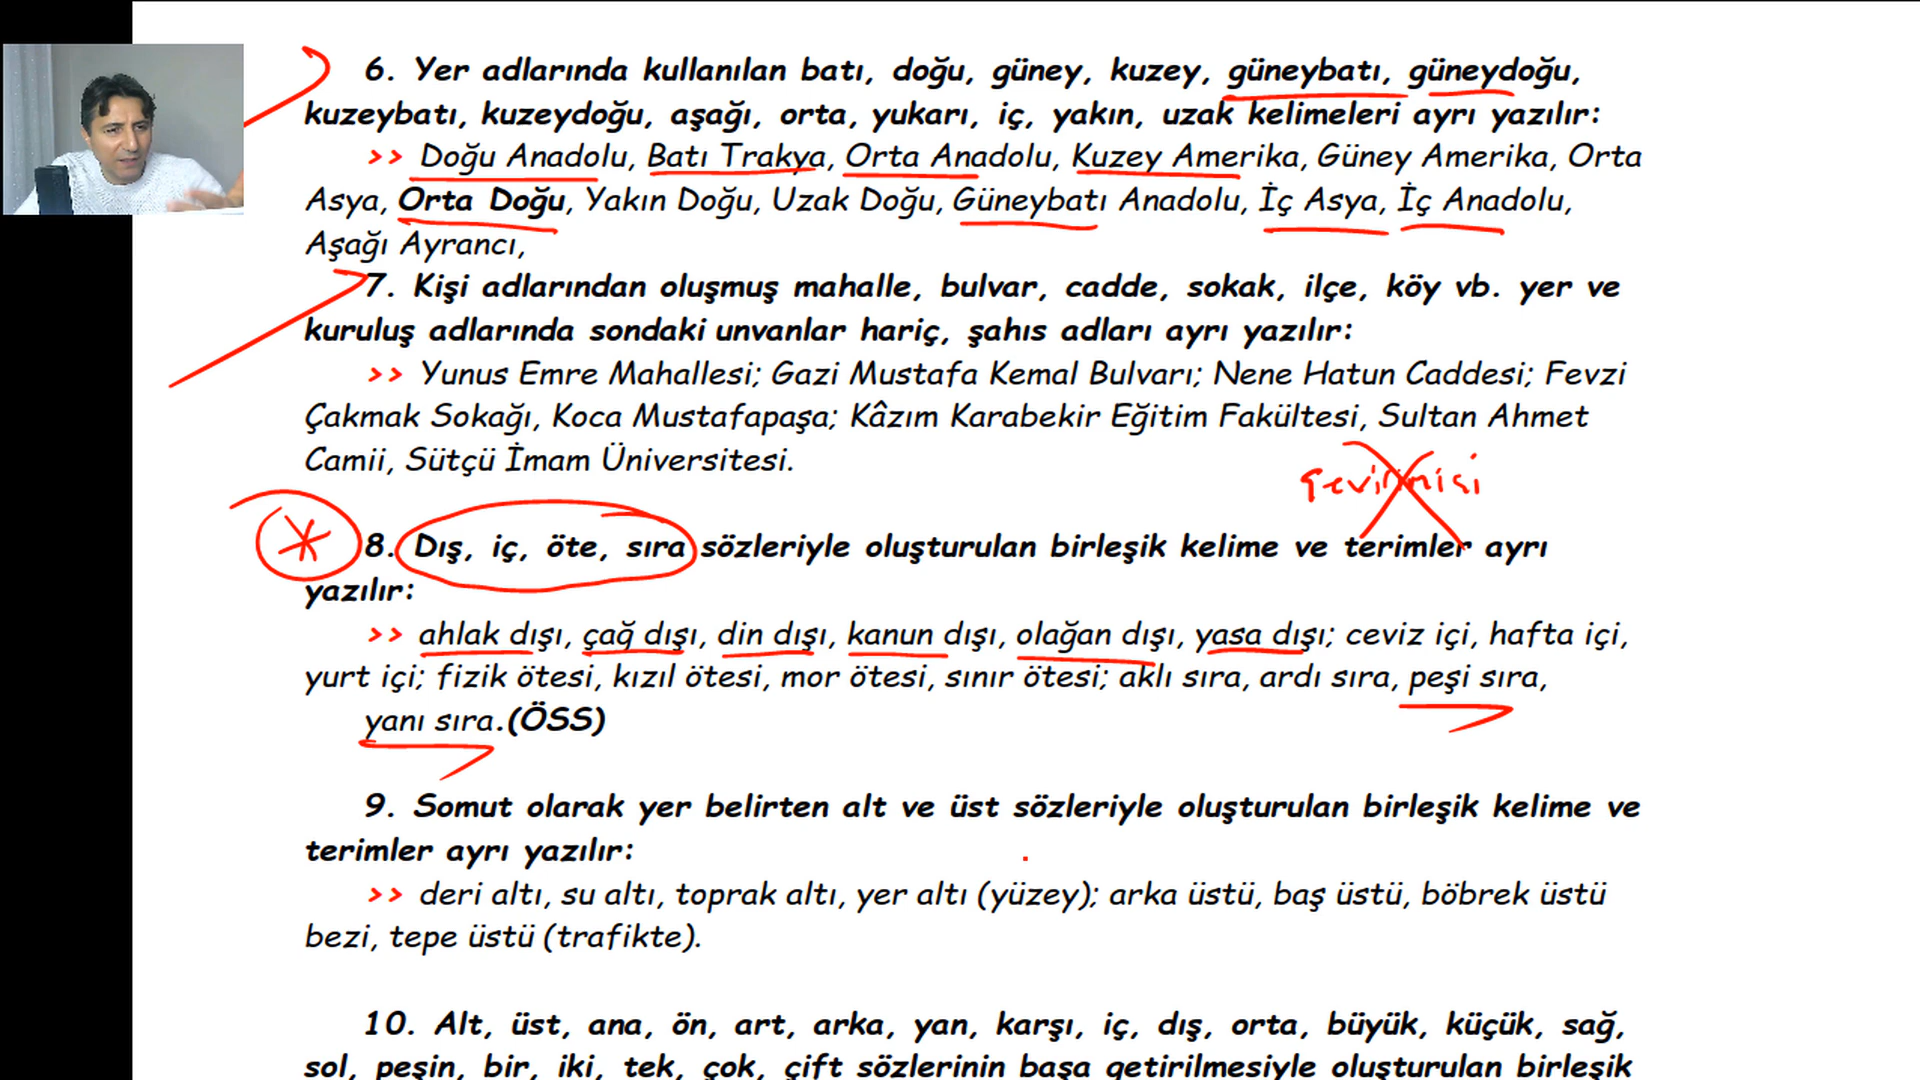 6. Yer adlarında kullanılan batı, doğu, güney, kuzey, güneybatı, güneydoğu,
kuzeybatı, kuzeydoğu, aşağı, orta, yukarı, iç, yakın, uzak kelimeleri ayrı yazılır:
>> Doğu Anadolu, Batı Trakya, Orta Anadolu, Kuzey Amerika, Güney Amerika, Orta
Asya, Orta Doğu, Yakın Doğu, Uzak Doğu, Güneybatı Anadolu, İç Asya, İç Anadolu,
Aşağı Ayrancı,
7. Kişi adlarından oluşmuş mahalle, bulvar, cadde, sokak, ilçe, köy vb. yer ve
kuruluş adlarında sondaki unvanlar hariç, şahıs adları ayrı yazılır:
>> Yunus Emre Mahallesi; Gazi Mustafa Kemal Bulvarı; Nene Hatun Caddesi; Fevzi
Çakmak Sokağı, Koca Mustafapaşa; Kâzım Karabekir Eğitim Fakültesi, Sultan Ahmet
Camii, Sütçü İmam Üniversitesi.
8. Dış, iç, öte, sıra sözleriyle oluşturulan birleşik kelime ve terimler ayrı
yazılır:
>> ahlak dışı, çağ dışı, din dışı, kanun dışı, olağan dışı, yasa dışı; ceviz içi, hafta içi,
yurt içi; fizik ötesi, kızıl ötesi, mor ötesi, sınır ötesi; aklı sıra, ardı sıra, peşi sıra,
yanı sıra.(ÖSS)
9. Somut olarak yer belirten alt ve üst sözleriyle oluşturulan birleşik kelime ve
terimler ayrı yazılır:
>> deri altı, su altı, toprak altı, yer altı (yüzey); arka üstü, baş üstü, böbrek üstü
bezi, tepe üstü (trafikte).
10. Alt, üst, ana, ön, art, arka, yan, karşı, iç, dış, orta, büyük, küçük, sağ,
sol, peşin, bir, iki, tek, çok, çift sözlerinin başa getirilmesiyle oluşturulan birleşik